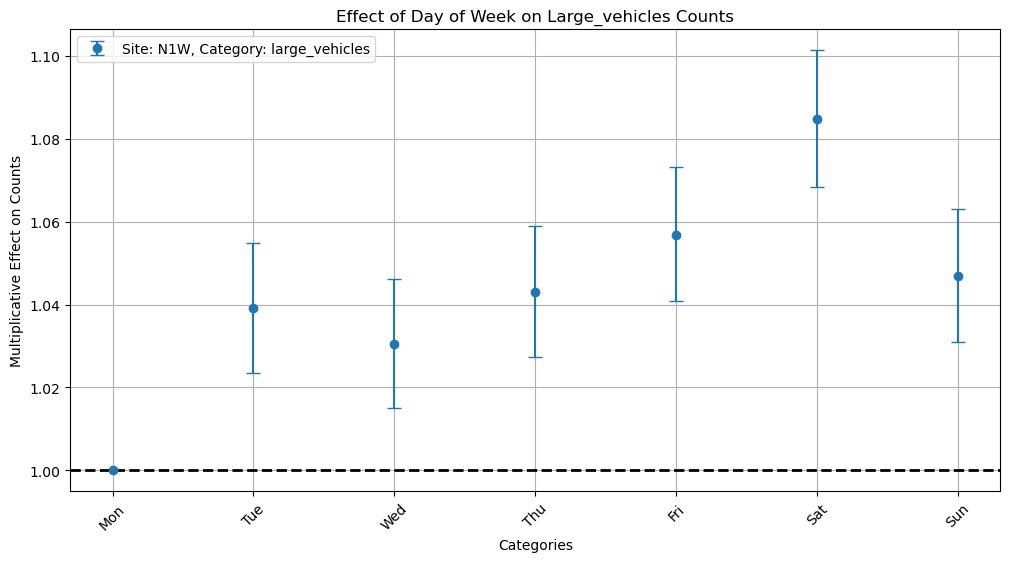 Effect of Day of Week on Large_vehicles Counts
Site: N1W, Category: large_vehicles
Multiplicative Effect on Counts
1.10
1.08
1.06
1.04
1.02
1.00
Mon
Tue
Wed
Thu
Fri
Sat
Sun
Categories